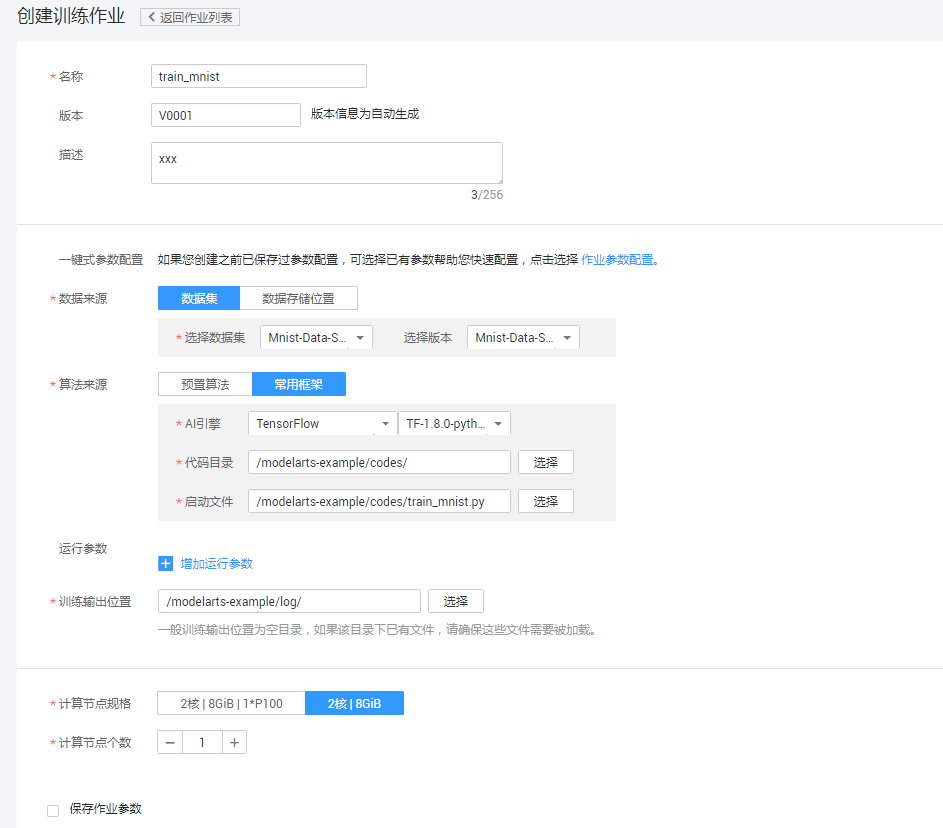 创建训练作业 返回作业列表
* 名称 train_mnist
版本 V0001 版本信息为自动生成
描述 xxx
3/256
一键式参数配置 如果您创建之前已保存过参数配置，可选择已有参数帮助您快速配置，点击选择 作业参数配置。
* 数据来源 数据集 数据存储位置
* 选择数据集 Mnist-Data-S... 选择版本 Mnist-Data-S...
* 算法来源 预置算法 常用框架
* AI引擎 TensorFlow TF-1.8.0-pyth...
* 代码目录 /modelarts-example/codes/ 选择
* 启动文件 /modelarts-example/codes/train_mnist.py 选择
运行参数
增加运行参数
* 训练输出位置 /modelarts-example/log/ 选择
一般训练输出位置为空目录，如果该目录下已有文件，请确保这些文件需要被加载。
* 计算节点规格 2核 | 8GiB | 1*P100 2核 | 8GiB
* 计算节点个数 − 1 +
保存作业参数